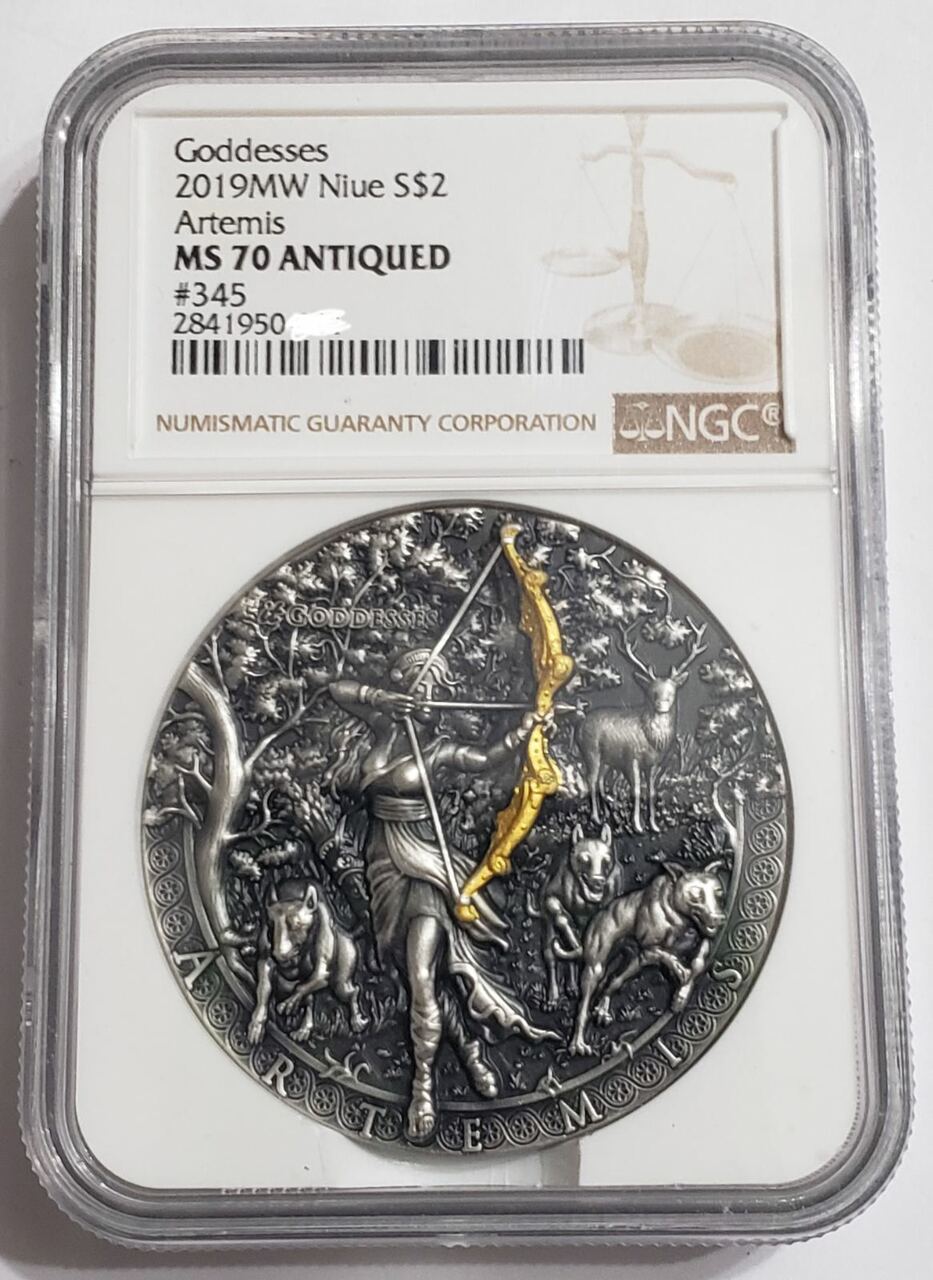 Goddesses
2019MW Niue S$2
Artemis
MS 70 ANTIQUED
#345
2841950
NUMISMATIC GUARANTY CORPORATION
NGC®
GODDESSES
ARTEMIS